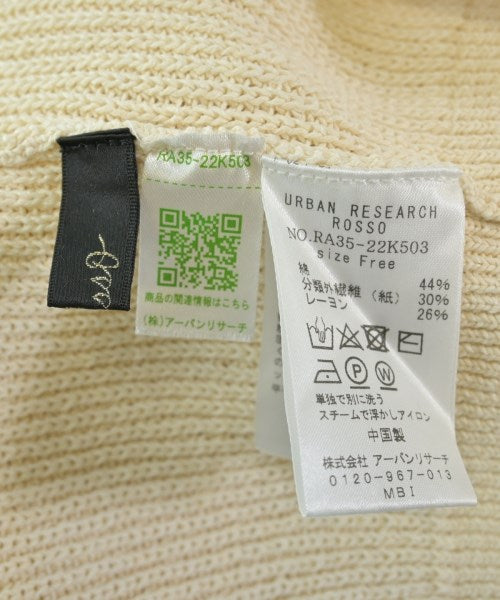 RA35-22K503
商品の関連情報はこちら
(株)アーバンリサーチ
URBAN RESEARCH
ROSSO
NO.RA35-22K503
size Free
綿 44%
分類外繊維(紙) 30%
レーヨン 26%
P W
単独で別に洗う
スチームで浮かしアイロン
中国製
株式会社 アーバンリサーチ
0120-967-013
MBI